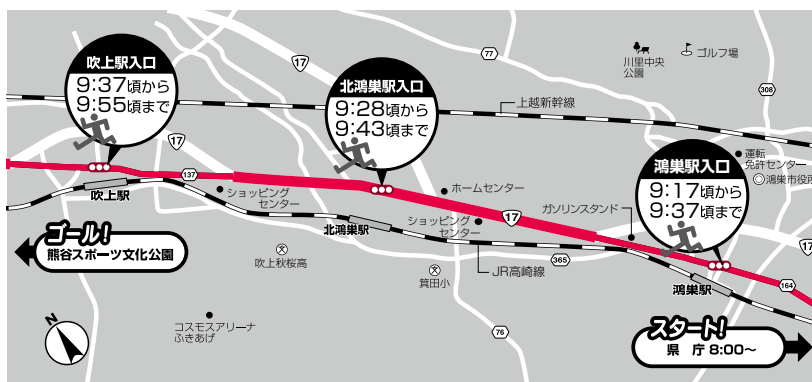 吹上駅入口
9:37頃から
9:55頃まで
17
北鴻巣駅入口
9:28頃から
9:43頃まで
77
川里中央
公園
ゴルフ場
308
上越新幹線
17
137
吹上駅
ショッピング
センター
ホームセンター
鴻巣駅入口
9:17頃から
9:37頃まで
運転
免許センター
鴻巣市役所
ガソリンスタンド
17
ショッピング
センター
北鴻巣駅
17
ゴール!
熊谷スポーツ文化公園
文
吹上秋桜高
文
箕田小
JR高崎線
365
鴻巣駅
164
コスモスアリーナ
ふきあげ
76
N
スタート!
県 庁 8:00〜